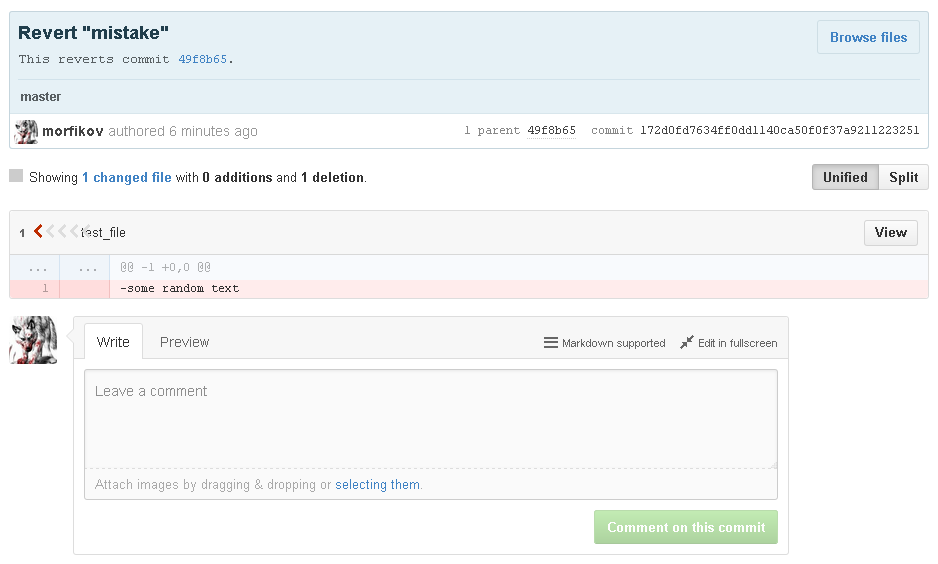 Revert "mistake"
Browse files
This reverts commit 49f8b65.
master
morfikov authored 6 minutes ago
1 parent 49f8b65 commit 172d0fd7634ff0dd1140ca50f0f37a9211223251
Showing 1 changed file with 0 additions and 1 deletion.
Unified Split
1 test_file
View
... ... @@ -1 +0,0 @@
1 -some random text
Write Preview
Markdown supported Edit in fullscreen
Leave a comment
Attach images by dragging & dropping or selecting them.
Comment on this commit